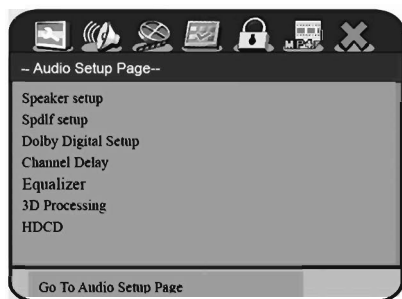 MP4
-- Audio Setup Page--
Speaker setup
Spdlf setup
Dolby Digital Setup
Channel Delay
Equalizer
3D Processing
HDCD
Go To Audio Setup Page